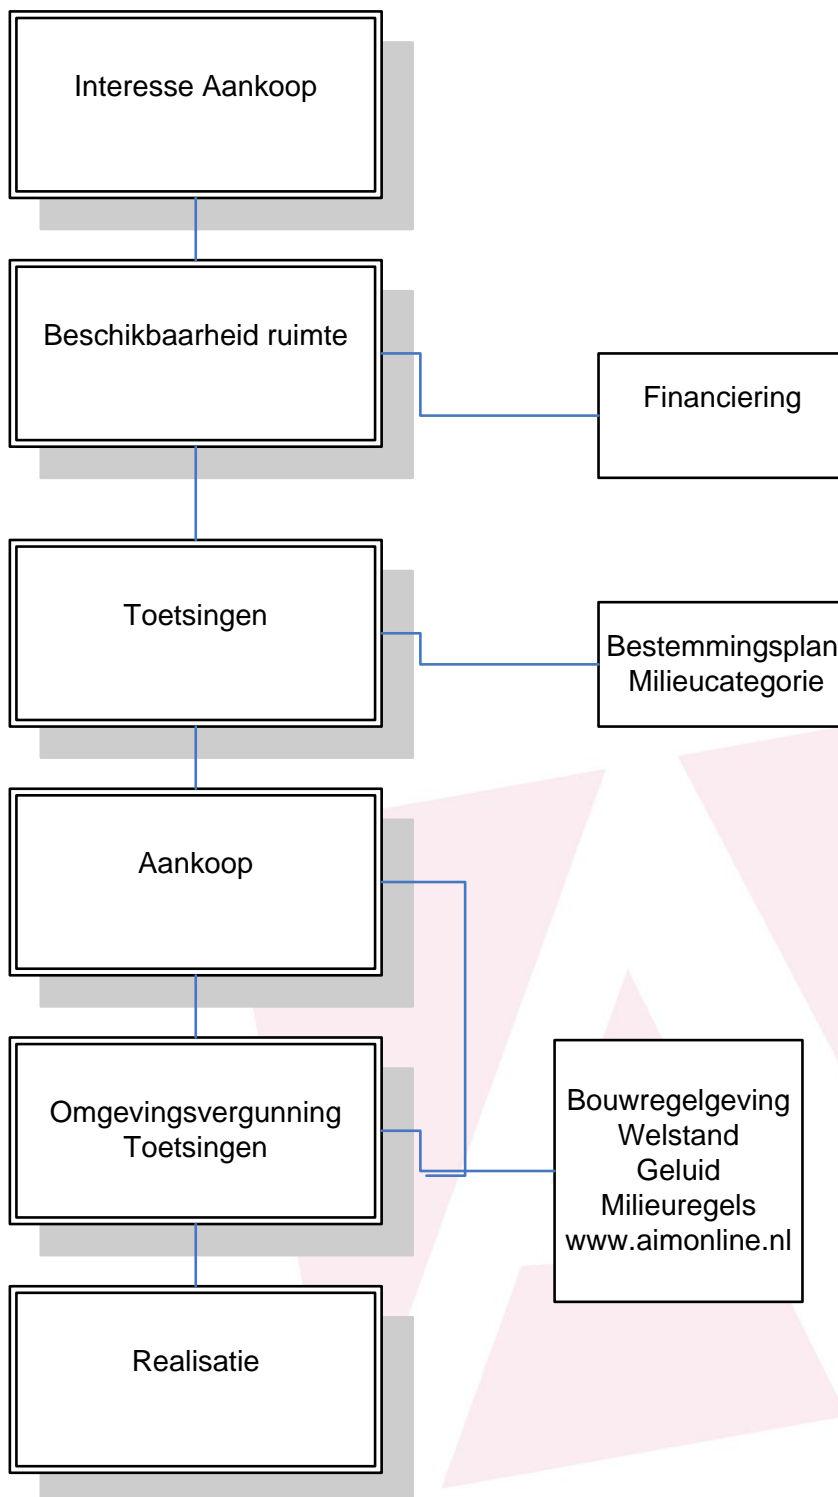 Interesse Aankoop
Beschikbaarheid ruimte
Financiering
Toetsingen
Bestemmingsplan
Milieucategorie
Aankoop
Omgevingsvergunning
Toetsingen
Bouwregelgeving
Welstand
Geluid
Milieuregels
www.aimonline.nl
Realisatie